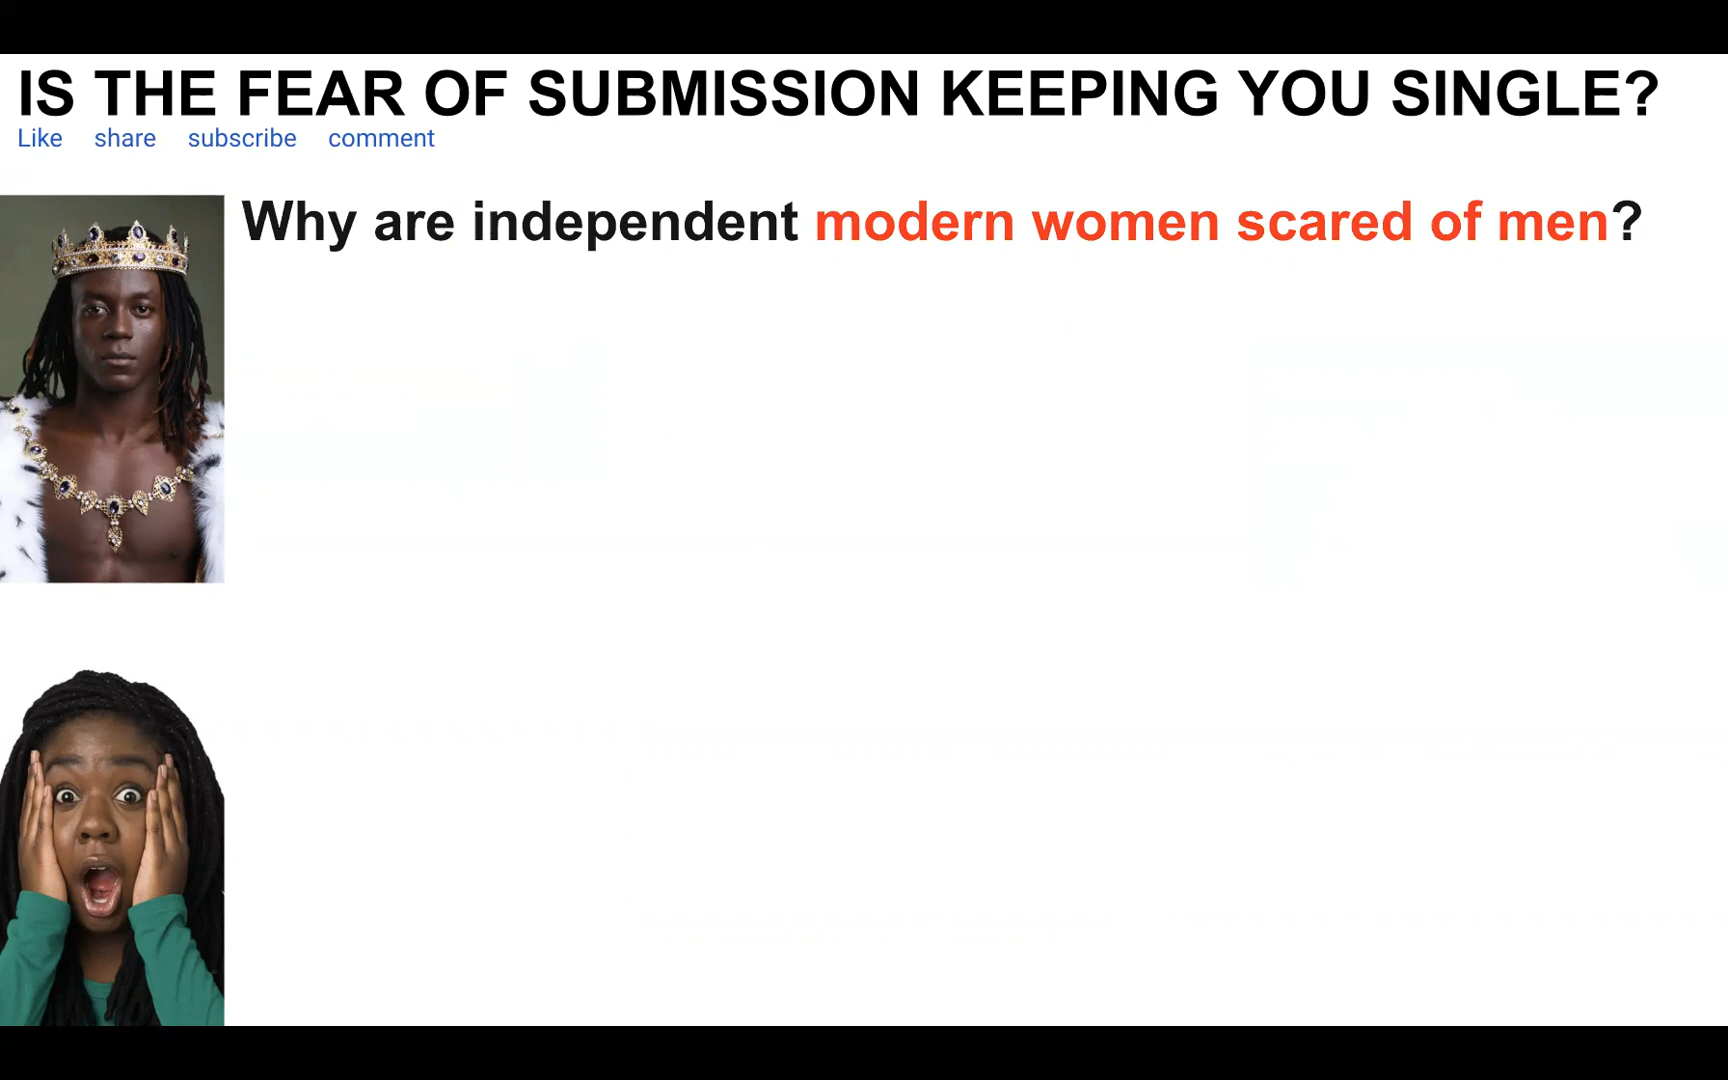 IS THE FEAR OF SUBMISSION KEEPING YOU SINGLE?
Like share subscribe comment
Why are independent modern women scared of men?